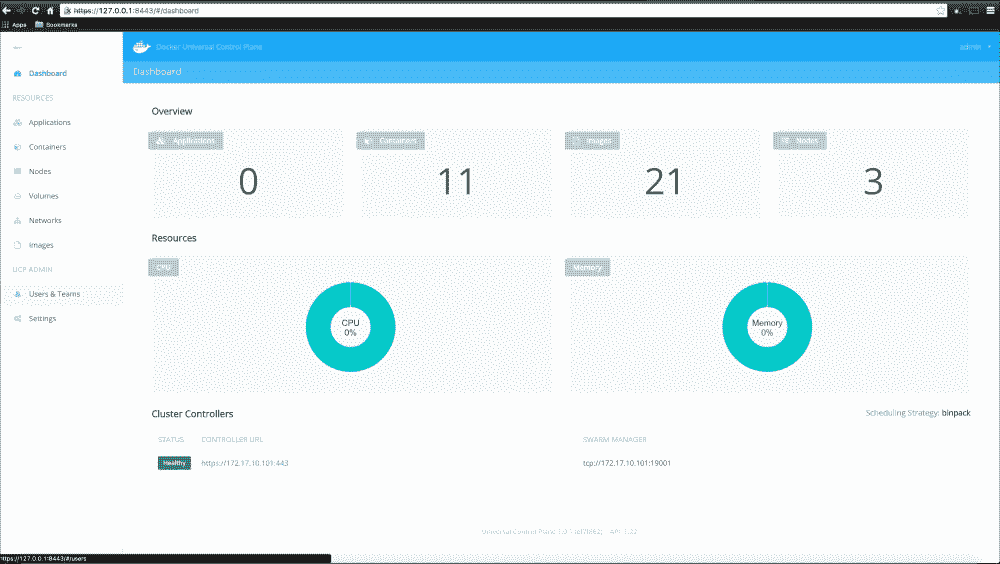 https://127.0.0.1:8443/#/dashboard
Apps Bookmarks
Docker Universal Control Plane admin
Dashboard
Dashboard
RESOURCES
Applications
Containers
Nodes
Volumes
Networks
Images
UCP ADMIN
Users & Teams
Settings
Overview
Applications
0
Containers
11
Images
21
Nodes
3
Resources
CPU
CPU
0%
Memory
Memory
0%
Cluster Controllers
Scheduling Strategy: binpack
STATUS CONTROLLER URL SWARM MANAGER
Healthy https://172.17.10.101:443 tcp://172.17.10.101:19001
Universal Control Plane
https://127.0.0.1:8443/#/users